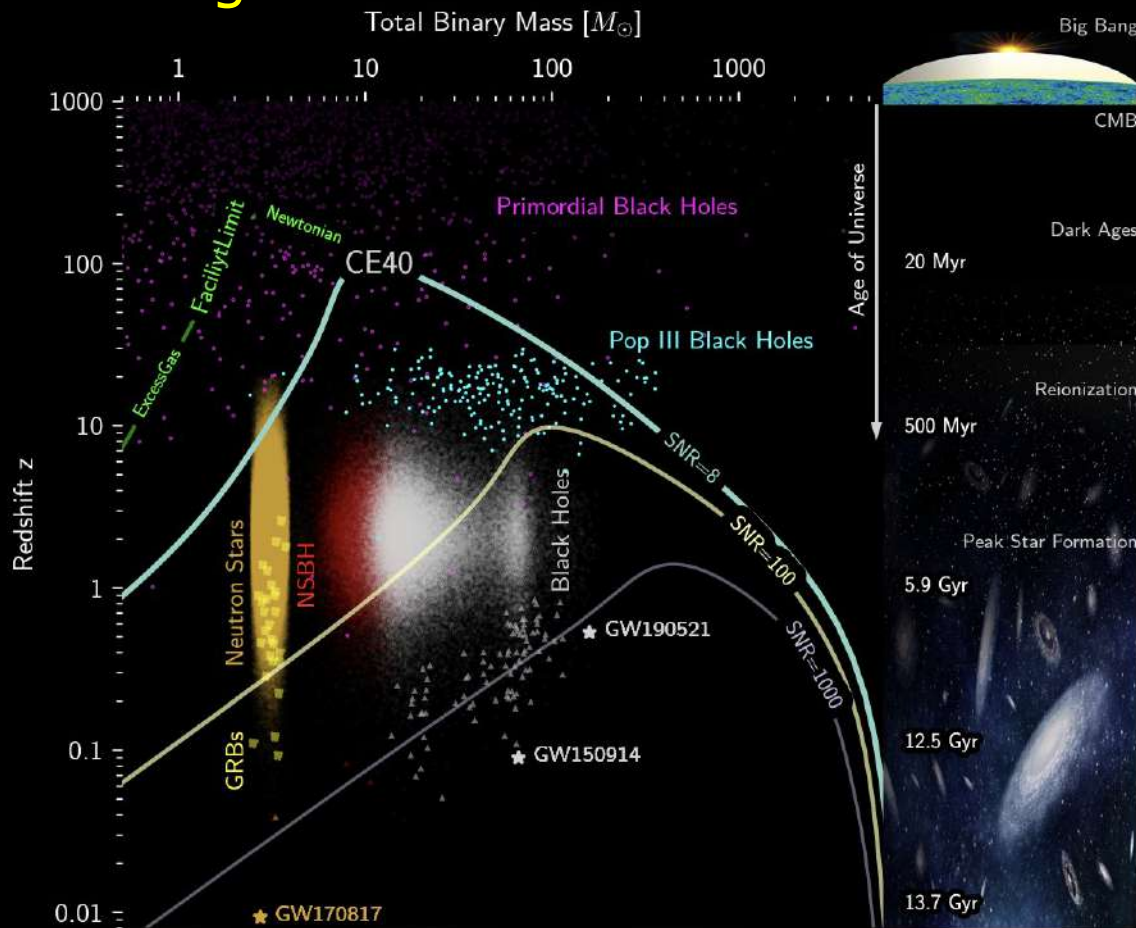 Total Binary Mass [M☉]
1 10 100 1000
Big Bang
1000
CMB
Primordial Black Holes
Newtonian
FaciliytLimit
ExcessGas
CE40
100
Age of Universe
Dark Ages
20 Myr
Pop III Black Holes
Reionization
10
500 Myr
SNR=8
Redshift z
Neutron Stars
NSBH
Black Holes
SNR=100
Peak Star Formation
1
5.9 Gyr
GW190521
SNR=1000
0.1
GRBs
GW150914
12.5 Gyr
0.01
GW170817
13.7 Gyr